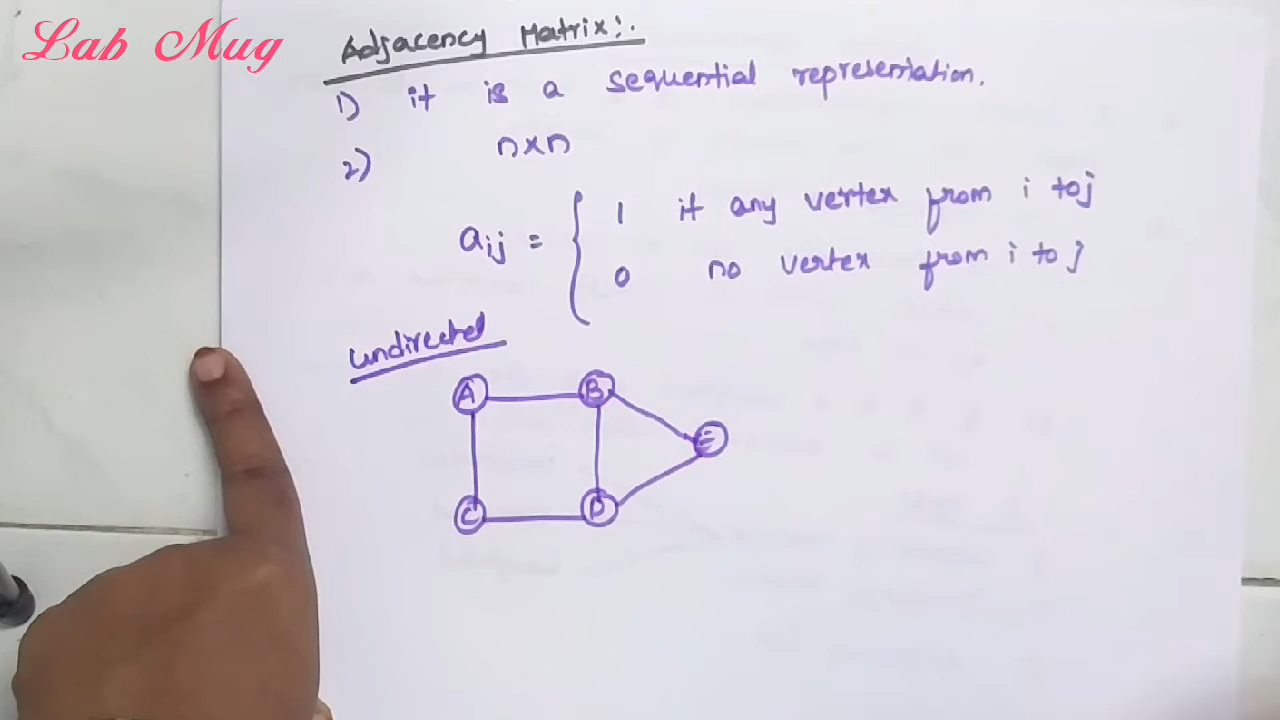 Lab Mug
Adjacency Matrix:.
1) it is a sequential representation.
2) n×n
aij = { 1 if any vertex from i to j
0 no vertex from i to j
undirected
A B
E
C D